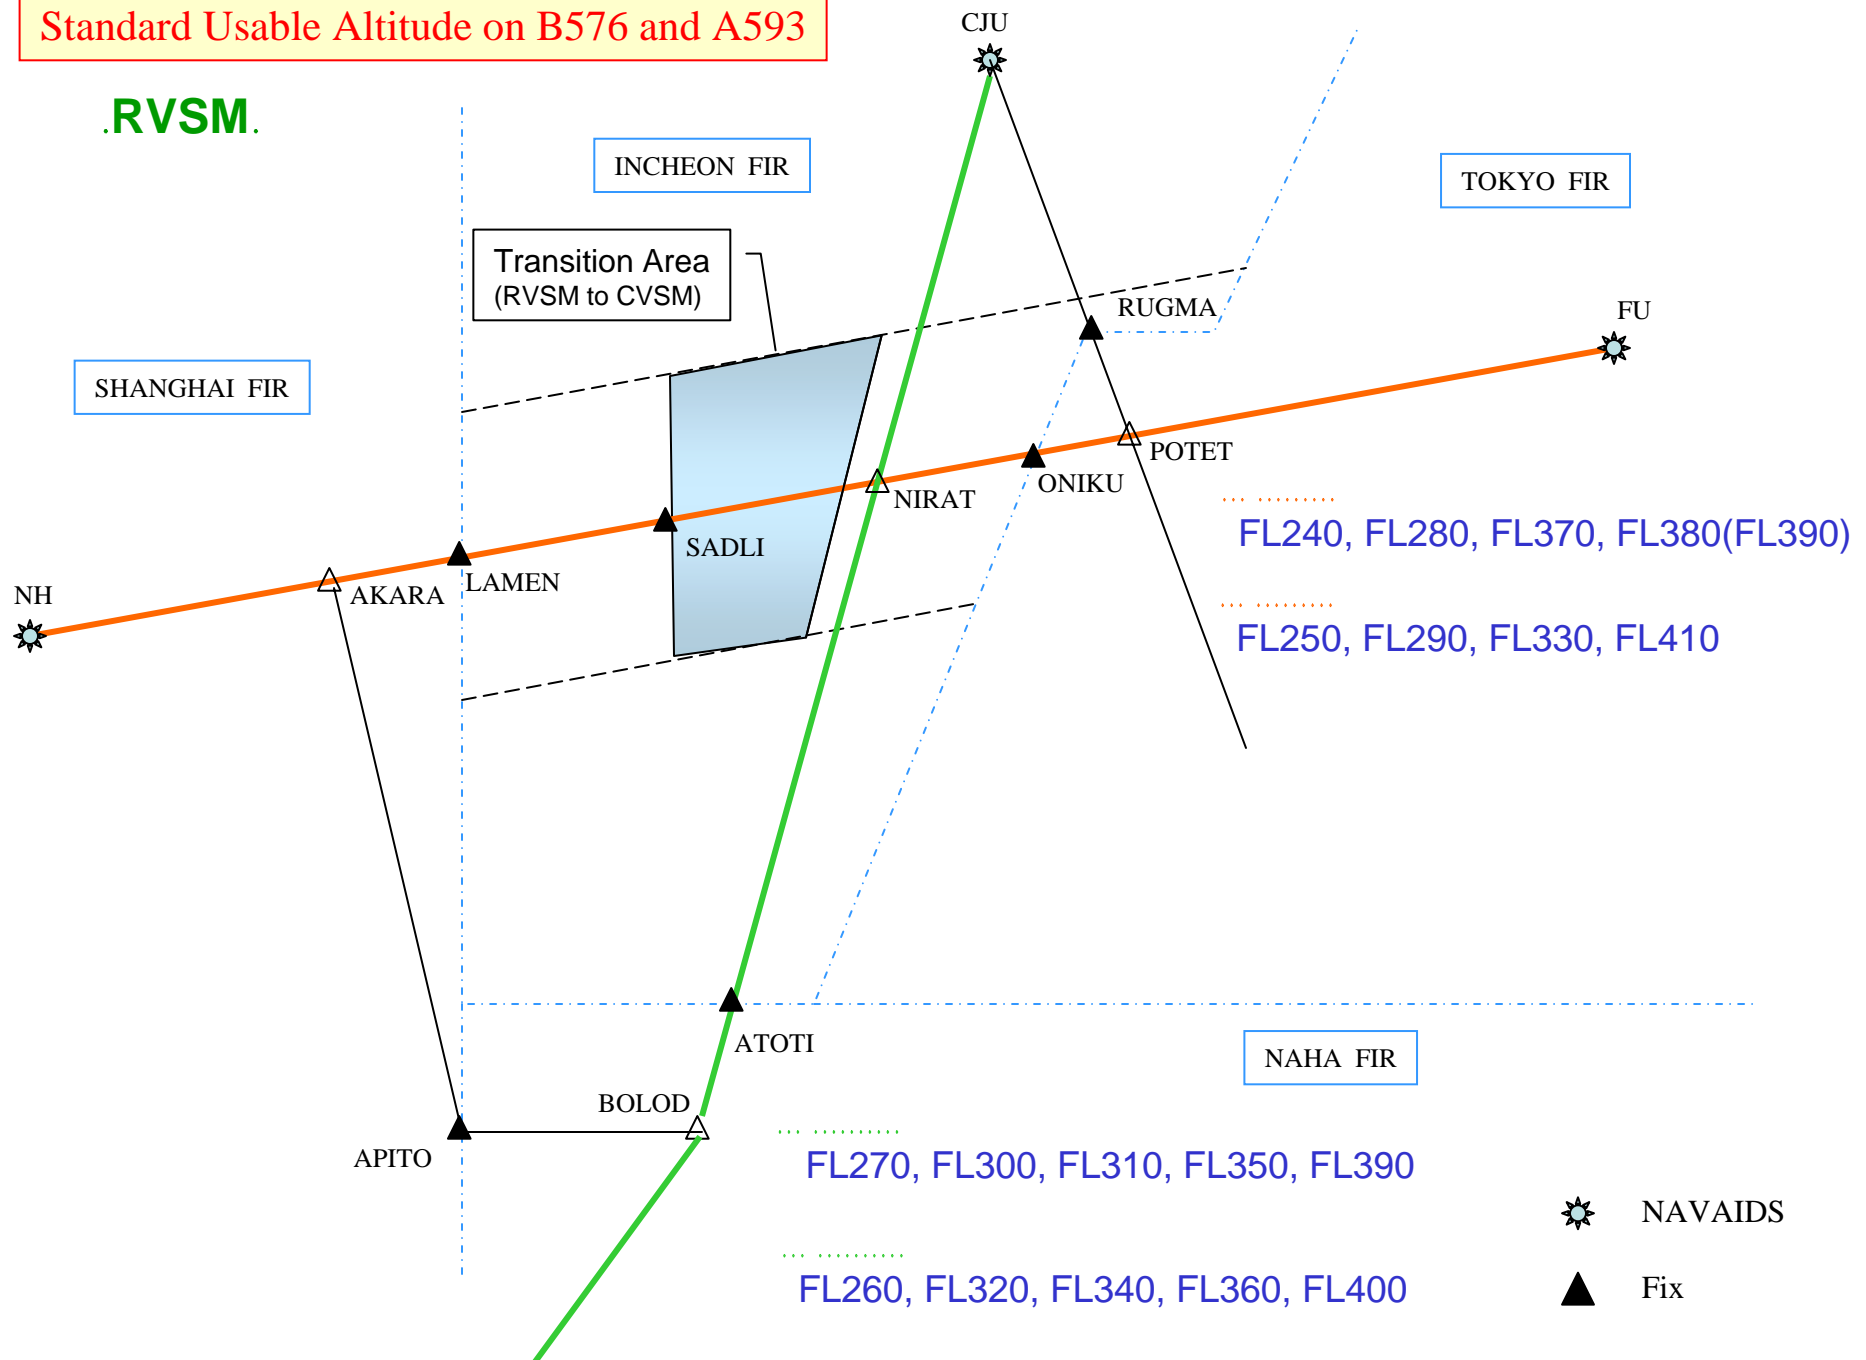 Standard Usable Altitude on B576 and A593
CJU
.RVSM.
INCHEON FIR
TOKYO FIR
Transition Area
(RVSM to CVSM)
RUGMA
FU
SHANGHAI FIR
POTET
ONIKU
NIRAT
FL240, FL280, FL370, FL380(FL390)
SADLI
LAMEN
AKARA
NH
FL250, FL290, FL330, FL410
ATOTI
NAHA FIR
BOLOD
APITO
FL270, FL300, FL310, FL350, FL390
NAVAIDS
FL260, FL320, FL340, FL360, FL400
Fix